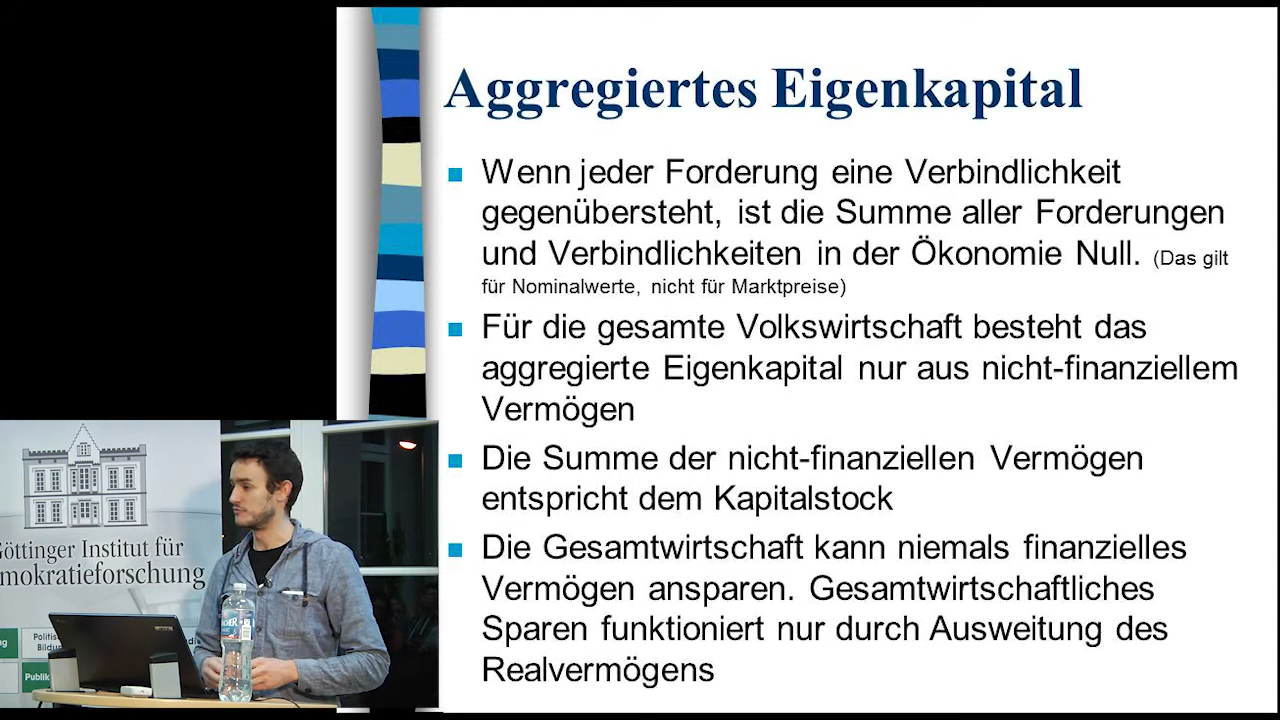 Aggregiertes Eigenkapital
Wenn jeder Forderung eine Verbindlichkeit
gegenübersteht, ist die Summe aller Forderungen
und Verbindlichkeiten in der Ökonomie Null. (Das gilt
für Nominalwerte, nicht für Marktpreise)
Für die gesamte Volkswirtschaft besteht das
aggregierte Eigenkapital nur aus nicht-finanziellem
Vermögen
Die Summe der nicht-finanziellen Vermögen
entspricht dem Kapitalstock
Die Gesamtwirtschaft kann niemals finanzielles
Vermögen ansparen. Gesamtwirtschaftliches
Sparen funktioniert nur durch Ausweitung des
Realvermögens
Göttinger Institut für
mokratieforschung
Politis
Bildu
Publik